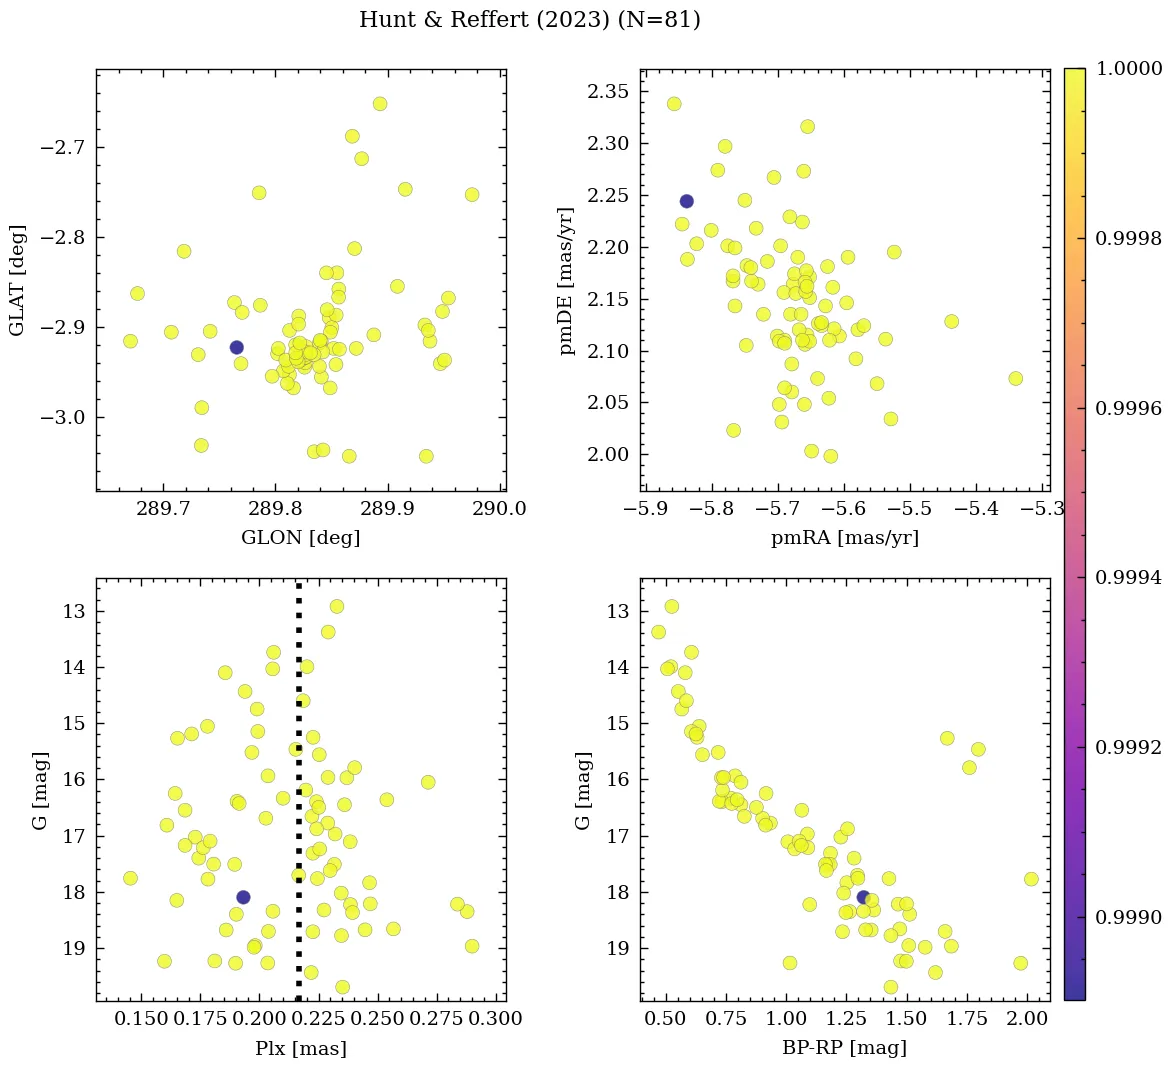 Hunt & Reffert (2023) (N=81)
−2.7
−2.8
−2.9
−3.0
GLAT [deg]
289.7 289.8 289.9 290.0
GLON [deg]
2.35
2.30
2.25
2.20
2.15
2.10
2.05
2.00
pmDE [mas/yr]
−5.9 −5.8 −5.7 −5.6 −5.5 −5.4 −5.3
pmRA [mas/yr]
13
14
15
16
17
18
19
G [mag]
0.150 0.175 0.200 0.225 0.250 0.275 0.300
Plx [mas]
13
14
15
16
17
18
19
G [mag]
0.50 0.75 1.00 1.25 1.50 1.75 2.00
BP-RP [mag]
1.0000
0.9998
0.9996
0.9994
0.9992
0.9990